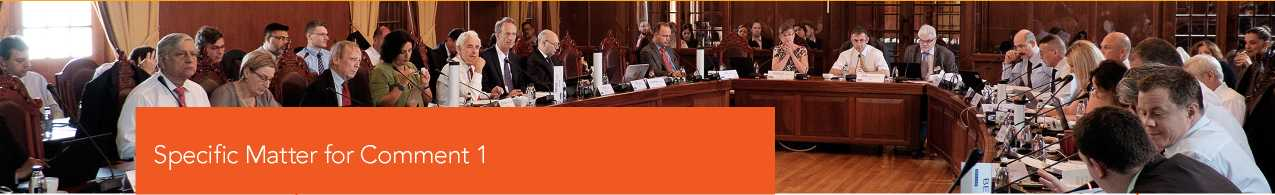 Specific Matter for Comment 1